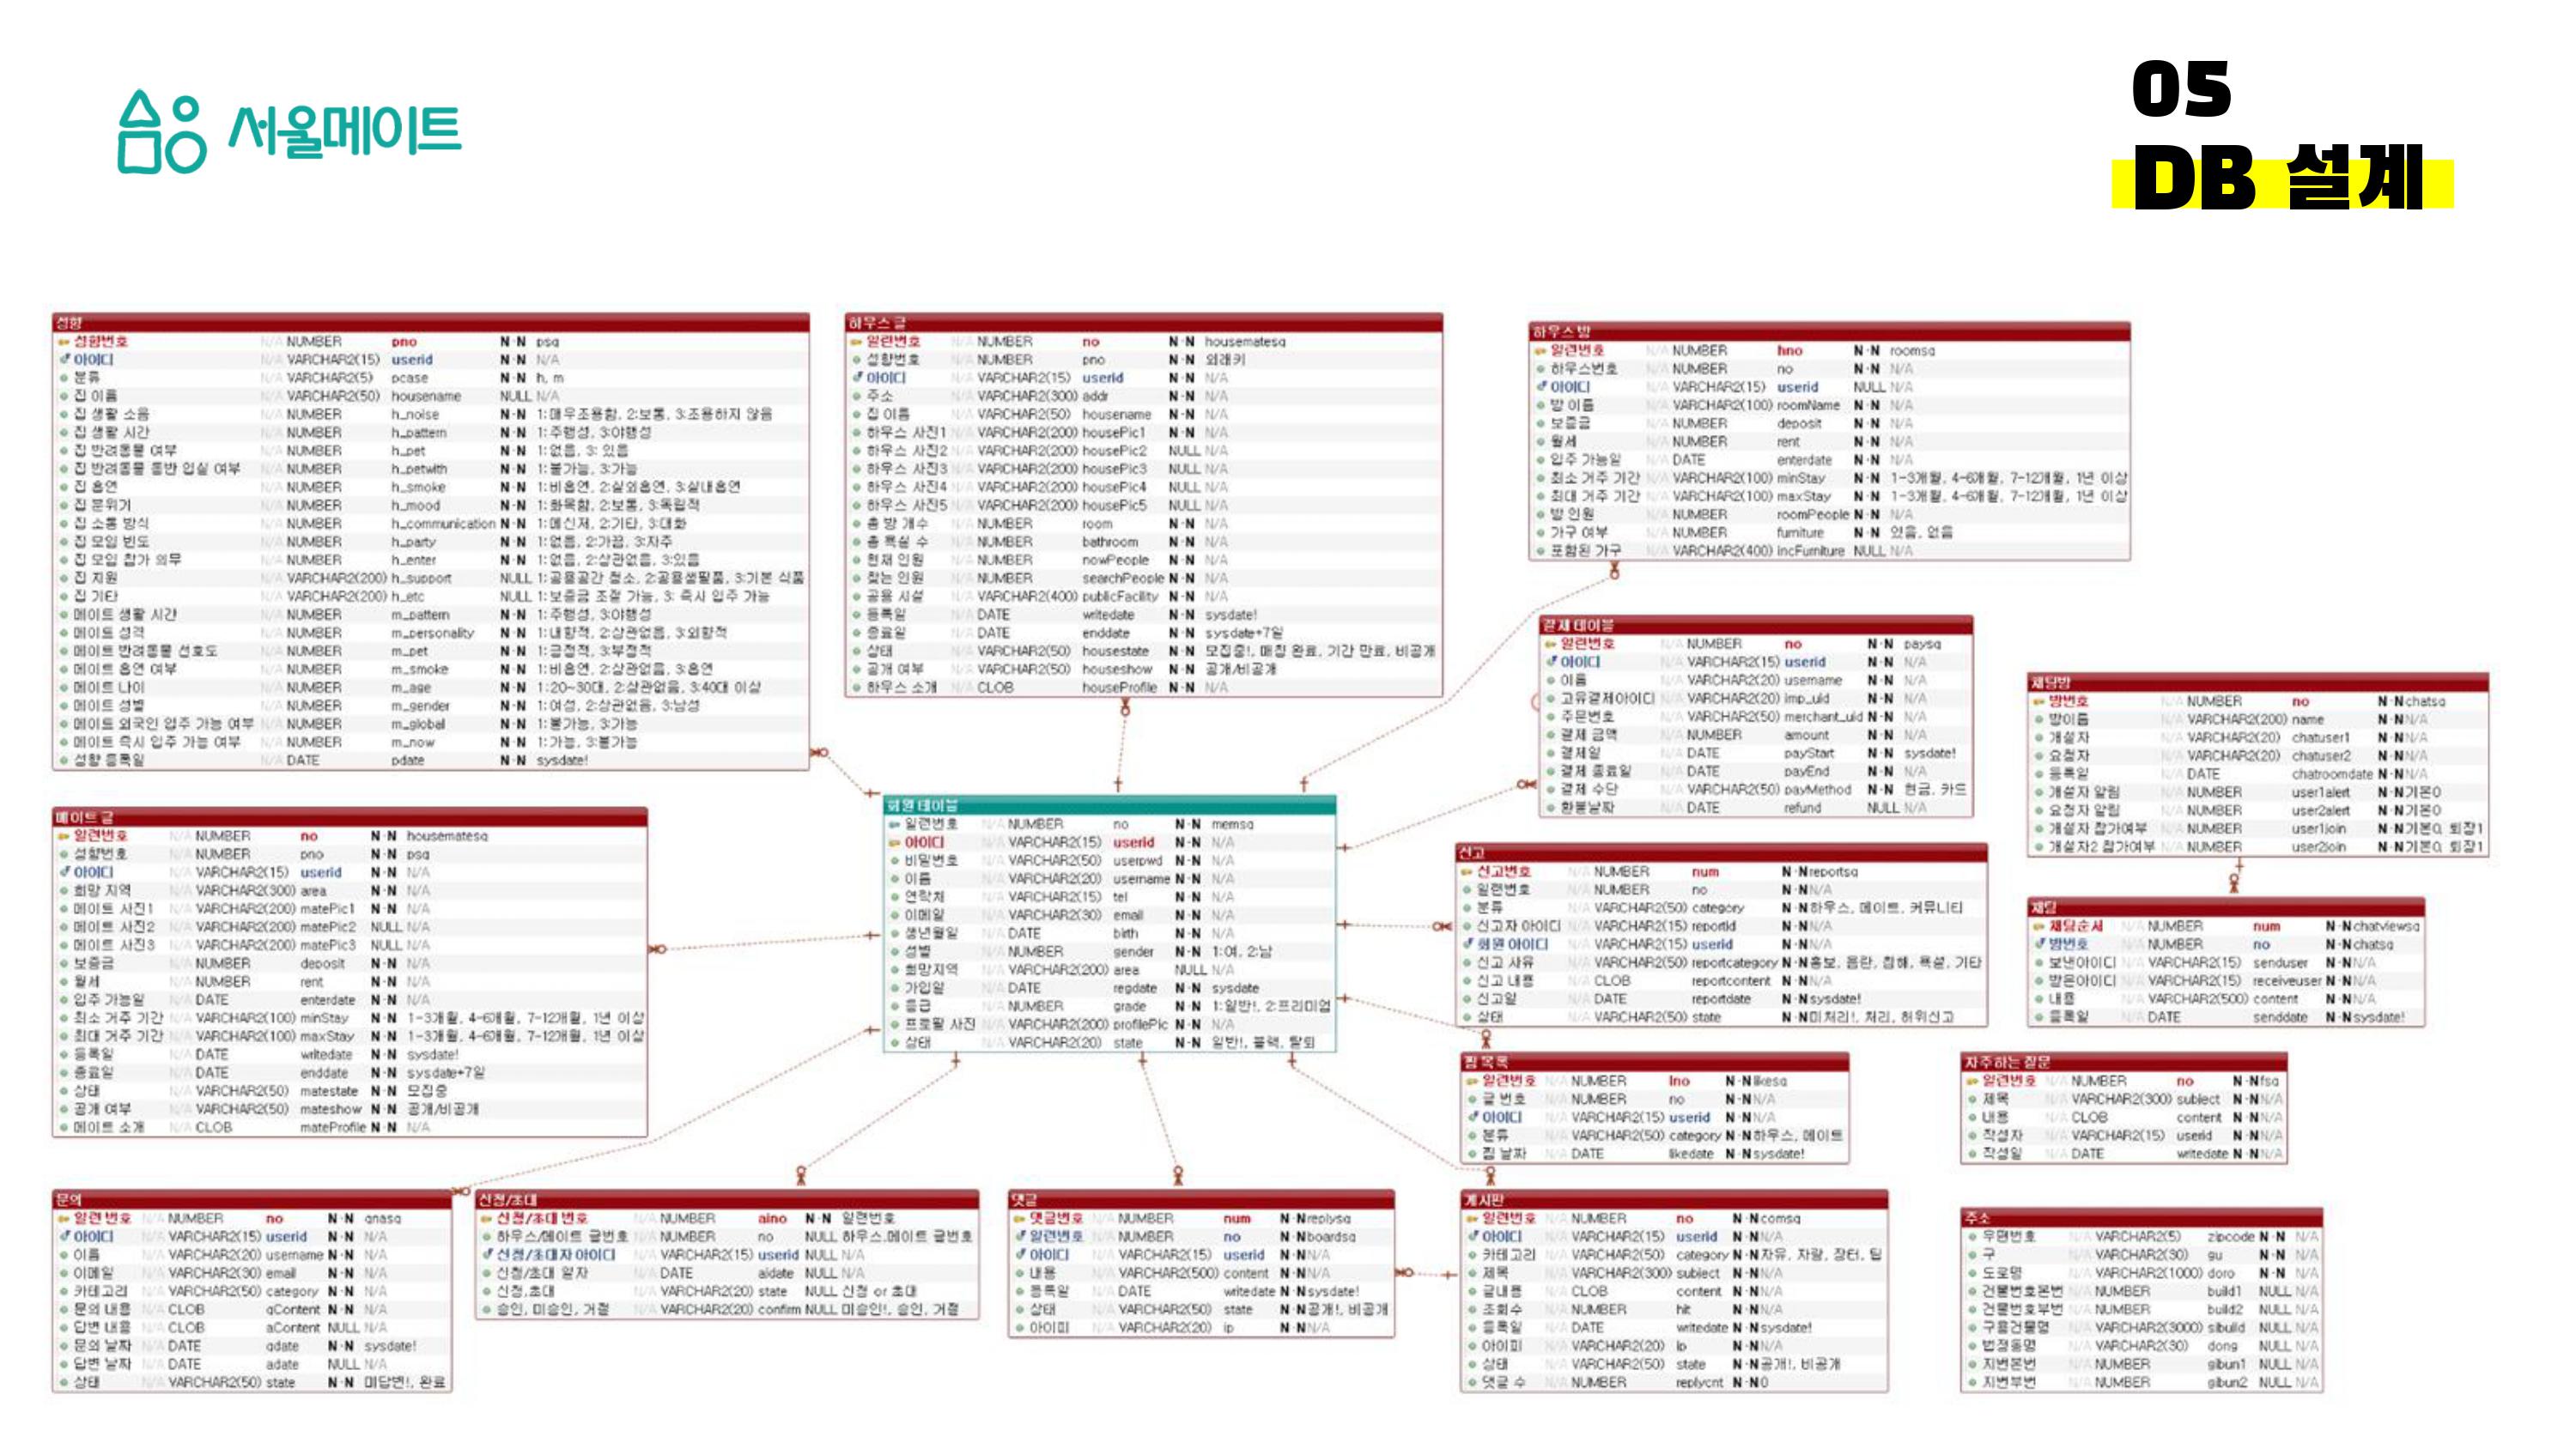 서울메이트
05
DB 설계
성향
성향번호 N/A NUMBER pno N-N psq
아이디 N/A VARCHAR2(15) userid N-N N/A
분류 N/A VARCHAR2(5) pcase N-N h, m
집 이름 N/A VARCHAR2(50) housename NULL N/A
집 생활 소음 N/A NUMBER h_noise N-N 1:매우조용함, 2:보통, 3:조용하지 않음
집 생활 시간 N/A NUMBER h_pattern N-N 1:주행성, 3:야행성
집 반려동물 여부 N/A NUMBER h_pet N-N 1:없음, 3: 있음
집 반려동물 동반 입실 여부 N/A NUMBER h_petwith N-N 1:불가능, 3:가능
집 흡연 N/A NUMBER h_smoke N-N 1:비흡연, 2:실외흡연, 3:실내흡연
집 분위기 N/A NUMBER h_mood N-N 1:화목함, 2:보통, 3:독립적
집 소통 방식 N/A NUMBER h_communication N-N 1:메신저, 2:기타, 3:대화
집 모임 빈도 N/A NUMBER h_party N-N 1:없음, 2:가끔, 3:자주
집 모임 참가 의무 N/A NUMBER h_enter N-N 1:없음, 2:상관없음, 3:있음
집 지원 N/A VARCHAR2(200) h_support NULL 1:공용공간 청소, 2:공용생필품, 3:기본 식품
집 기타 N/A VARCHAR2(200) h_etc NULL 1:보증금 조절 가능, 3: 즉시 입주 가능
메이트 생활 시간 N/A NUMBER m_pattern N-N 1:주행성, 3:야행성
메이트 성격 N/A NUMBER m_personality N-N 1:내향적, 2:상관없음, 3:외향적
메이트 반려동물 선호도 N/A NUMBER m_pet N-N 1:긍정적, 3:부정적
메이트 흡연 여부 N/A NUMBER m_smoke N-N 1:비흡연, 2:상관없음, 3:흡연
메이트 나이 N/A NUMBER m_age N-N 1:20~30대, 2:상관없음, 3:40대 이상
메이트 성별 N/A NUMBER m_gender N-N 1:여성, 2:상관없음, 3:남성
메이트 외국인 입주 가능 여부 N/A NUMBER m_global N-N 1:불가능, 3:가능
메이트 즉시 입주 가능 여부 N/A NUMBER m_now N-N 1:가능, 3:불가능
성향 등록일 N/A DATE pdate N-N sysdate!
하우스 글
일련번호 N/A NUMBER no N-N housematesq
성향번호 N/A NUMBER pno N-N 외래키
아이디 N/A VARCHAR2(15) userid N-N N/A
주소 N/A VARCHAR2(300) addr N-N N/A
집 이름 N/A VARCHAR2(50) housename N-N N/A
하우스 사진1 N/A VARCHAR2(200) housePic1 N-N N/A
하우스 사진2 N/A VARCHAR2(200) housePic2 NULL N/A
하우스 사진3 N/A VARCHAR2(200) housePic3 NULL N/A
하우스 사진4 N/A VARCHAR2(200) housePic4 NULL N/A
하우스 사진5 N/A VARCHAR2(200) housePic5 NULL N/A
총 방 개수 N/A NUMBER room N-N N/A
총 욕실 수 N/A NUMBER bathroom N-N N/A
현재 인원 N/A NUMBER nowPeople N-N N/A
찾는 인원 N/A NUMBER searchPeople N-N N/A
공용 시설 N/A VARCHAR2(400) publicFacility N-N N/A
등록일 N/A DATE writedate N-N sysdate!
종료일 N/A DATE enddate N-N sysdate+7일
상태 N/A VARCHAR2(50) housestate N-N 모집중!, 매칭 완료, 기간 만료, 비공개
공개 여부 N/A VARCHAR2(50) houseshow N-N 공개/비공개
하우스 소개 N/A CLOB houseProfile N-N N/A
하우스 방
일련번호 N/A NUMBER hno N-N roomsq
하우스번호 N/A NUMBER no N-N N/A
아이디 N/A VARCHAR2(15) userid NULL N/A
방 이름 N/A VARCHAR2(100) roomName N-N N/A
보증금 N/A NUMBER deposit N-N N/A
월세 N/A NUMBER rent N-N N/A
입주 가능일 N/A DATE enterdate N-N N/A
최소 거주 기간 N/A VARCHAR2(100) minStay N-N 1-3개월, 4-6개월, 7-12개월, 1년 이상
최대 거주 기간 N/A VARCHAR2(100) maxStay N-N 1-3개월, 4-6개월, 7-12개월, 1년 이상
방 인원 N/A NUMBER roomPeople N-N N/A
가구 여부 N/A NUMBER furniture N-N 있음, 없음
포함된 가구 N/A VARCHAR2(400) incFurniture NULL N/A
결제 테이블
일련번호 N/A NUMBER no N-N paysq
아이디 N/A VARCHAR2(15) userid N-N N/A
이름 N/A VARCHAR2(20) username N-N N/A
고유결제아이디 N/A VARCHAR2(20) imp_uid N-N N/A
주문번호 N/A VARCHAR2(50) merchant_uid N-N N/A
결제 금액 N/A NUMBER amount N-N N/A
결제일 N/A DATE payStart N-N sysdate!
결제 종료일 N/A DATE payEnd N-N N/A
결제 수단 N/A VARCHAR2(50) payMethod N-N 현금, 카드
환불날짜 N/A DATE refund NULL N/A
채팅방
방번호 N/A NUMBER no N-N chatsq
방이름 N/A VARCHAR2(200) name N-N N/A
개설자 N/A VARCHAR2(20) chatuser1 N-N N/A
요청자 N/A VARCHAR2(20) chatuser2 N-N N/A
등록일 N/A DATE chatroomdate N-N N/A
개설자 알림 N/A NUMBER user1alert N-N 기본0
요청자 알림 N/A NUMBER user2alert N-N 기본0
개설자 참가여부 N/A NUMBER user1join N-N 기본0, 퇴장1
개설자2 참가여부 N/A NUMBER user2join N-N 기본0, 퇴장1
메이트 글
일련번호 N/A NUMBER no N-N housematesq
성향번호 N/A NUMBER pno N-N psq
아이디 N/A VARCHAR2(15) userid N-N N/A
희망 지역 N/A VARCHAR2(300) area N-N N/A
메이트 사진1 N/A VARCHAR2(200) matePic1 N-N N/A
메이트 사진2 N/A VARCHAR2(200) matePic2 NULL N/A
메이트 사진3 N/A VARCHAR2(200) matePic3 NULL N/A
보증금 N/A NUMBER deposit N-N N/A
월세 N/A NUMBER rent N-N N/A
입주 가능일 N/A DATE enterdate N-N N/A
최소 거주 기간 N/A VARCHAR2(100) minStay N-N 1-3개월, 4-6개월, 7-12개월, 1년 이상
최대 거주 기간 N/A VARCHAR2(100) maxStay N-N 1-3개월, 4-6개월, 7-12개월, 1년 이상
등록일 N/A DATE writedate N-N sysdate!
종료일 N/A DATE enddate N-N sysdate+7일
상태 N/A VARCHAR2(50) matestate N-N 모집중
공개 여부 N/A VARCHAR2(50) mateshow N-N 공개/비공개
메이트 소개 N/A CLOB mateProfile N-N N/A
회원 테이블
일련번호 N/A NUMBER no N-N memsq
아이디 N/A VARCHAR2(15) userid N-N N/A
비밀번호 N/A VARCHAR2(50) userpwd N-N N/A
이름 N/A VARCHAR2(20) username N-N N/A
연락처 N/A VARCHAR2(15) tel N-N N/A
이메일 N/A VARCHAR2(30) email N-N N/A
생년월일 N/A DATE birth N-N N/A
성별 N/A NUMBER gender N-N 1:여, 2:남
희망지역 N/A VARCHAR2(200) area NULL N/A
가입일 N/A DATE regdate N-N sysdate
등급 N/A NUMBER grade N-N 1:일반!, 2:프리미엄
프로필 사진 N/A VARCHAR2(200) profilePic N-N N/A
상태 N/A VARCHAR2(20) state N-N 일반!, 블랙, 탈퇴
신고
신고번호 N/A NUMBER num N-N reportsq
일련번호 N/A NUMBER no N-N N/A
분류 N/A VARCHAR2(50) category N-N 하우스, 메이트, 커뮤니티
신고자 아이디 N/A VARCHAR2(15) reportid N-N N/A
회원 아이디 N/A VARCHAR2(15) userid N-N N/A
신고 사유 N/A VARCHAR2(50) reportcategory N-N 홍보, 음란, 침해, 욕설, 기타
신고 내용 N/A CLOB reportcontent N-N N/A
신고일 N/A DATE reportdate N-N sysdate!
상태 N/A VARCHAR2(50) state N-N 미처리!, 처리, 허위신고
채팅
채팅순서 N/A NUMBER num N-N chatviewsq
방번호 N/A NUMBER no N-N chatsq
보낸아이디 N/A VARCHAR2(15) senduser N-N N/A
받은아이디 N/A VARCHAR2(15) receiveuser N-N N/A
내용 N/A VARCHAR2(500) content N-N N/A
등록일 N/A DATE senddate N-N sysdate!
찜 목록
일련번호 N/A NUMBER lno N-N likesq
글 번호 N/A NUMBER no N-N N/A
아이디 N/A VARCHAR2(15) userid N-N N/A
분류 N/A VARCHAR2(50) category N-N 하우스, 메이트
찜 날짜 N/A DATE likedate N-N sysdate!
자주하는 질문
일련번호 N/A NUMBER no N-N fsq
제목 N/A VARCHAR2(300) subject N-N N/A
내용 N/A CLOB content N-N N/A
작성자 N/A VARCHAR2(15) userid N-N N/A
작성일 N/A DATE writedate N-N N/A
문의
일련번호 N/A NUMBER no N-N qnasq
아이디 N/A VARCHAR2(15) userid N-N N/A
이름 N/A VARCHAR2(20) username N-N N/A
이메일 N/A VARCHAR2(30) email N-N N/A
카테고리 N/A VARCHAR2(50) category N-N N/A
문의 내용 N/A CLOB qContent N-N N/A
답변 내용 N/A CLOB aContent NULL N/A
문의 날짜 N/A DATE qdate N-N sysdate!
답변 날짜 N/A DATE adate NULL N/A
상태 N/A VARCHAR2(50) state N-N 미답변!, 완료
신청/초대
신청/초대 번호 N/A NUMBER aino N-N 일련번호
하우스/메이트 글번호 N/A NUMBER no NULL 하우스,메이트 글번호
신청/초대자 아이디 N/A VARCHAR2(15) userid NULL N/A
신청/초대 일자 N/A DATE aidate NULL N/A
신청,초대 N/A VARCHAR2(20) state NULL 신청 or 초대
승인, 미승인, 거절 N/A VARCHAR2(20) confirm NULL 미승인!, 승인, 거절
댓글
댓글번호 N/A NUMBER num N-N replysq
일련번호 N/A NUMBER no N-N boardsq
아이디 N/A VARCHAR2(15) userid N-N N/A
내용 N/A VARCHAR2(500) content N-N N/A
등록일 N/A DATE writedate N-N sysdate!
상태 N/A VARCHAR2(50) state N-N 공개!, 비공개
아이피 N/A VARCHAR2(20) ip N-N N/A
게시판
일련번호 N/A NUMBER no N-N comsq
아이디 N/A VARCHAR2(15) userid N-N N/A
카테고리 N/A VARCHAR2(50) category N-N 자유, 자랑, 장터, 팁
제목 N/A VARCHAR2(300) subject N-N N/A
글내용 N/A CLOB content N-N N/A
조회수 N/A NUMBER hit N-N N/A
등록일 N/A DATE writedate N-N sysdate!
아이피 N/A VARCHAR2(20) ip N-N N/A
상태 N/A VARCHAR2(50) state N-N 공개!, 비공개
댓글 수 N/A NUMBER replycnt N-N 0
주소
우편번호 N/A VARCHAR2(5) zipcode N-N N/A
구 N/A VARCHAR2(30) gu N-N N/A
도로명 N/A VARCHAR2(1000) doro N-N N/A
건물번호본번 N/A NUMBER build1 NULL N/A
건물번호부번 N/A NUMBER build2 NULL N/A
구용건물명 N/A VARCHAR2(3000) sibuild NULL N/A
법정동명 N/A VARCHAR2(30) dong NULL N/A
지번본번 N/A NUMBER gibun1 NULL N/A
지번부번 N/A NUMBER gibun2 NULL N/A